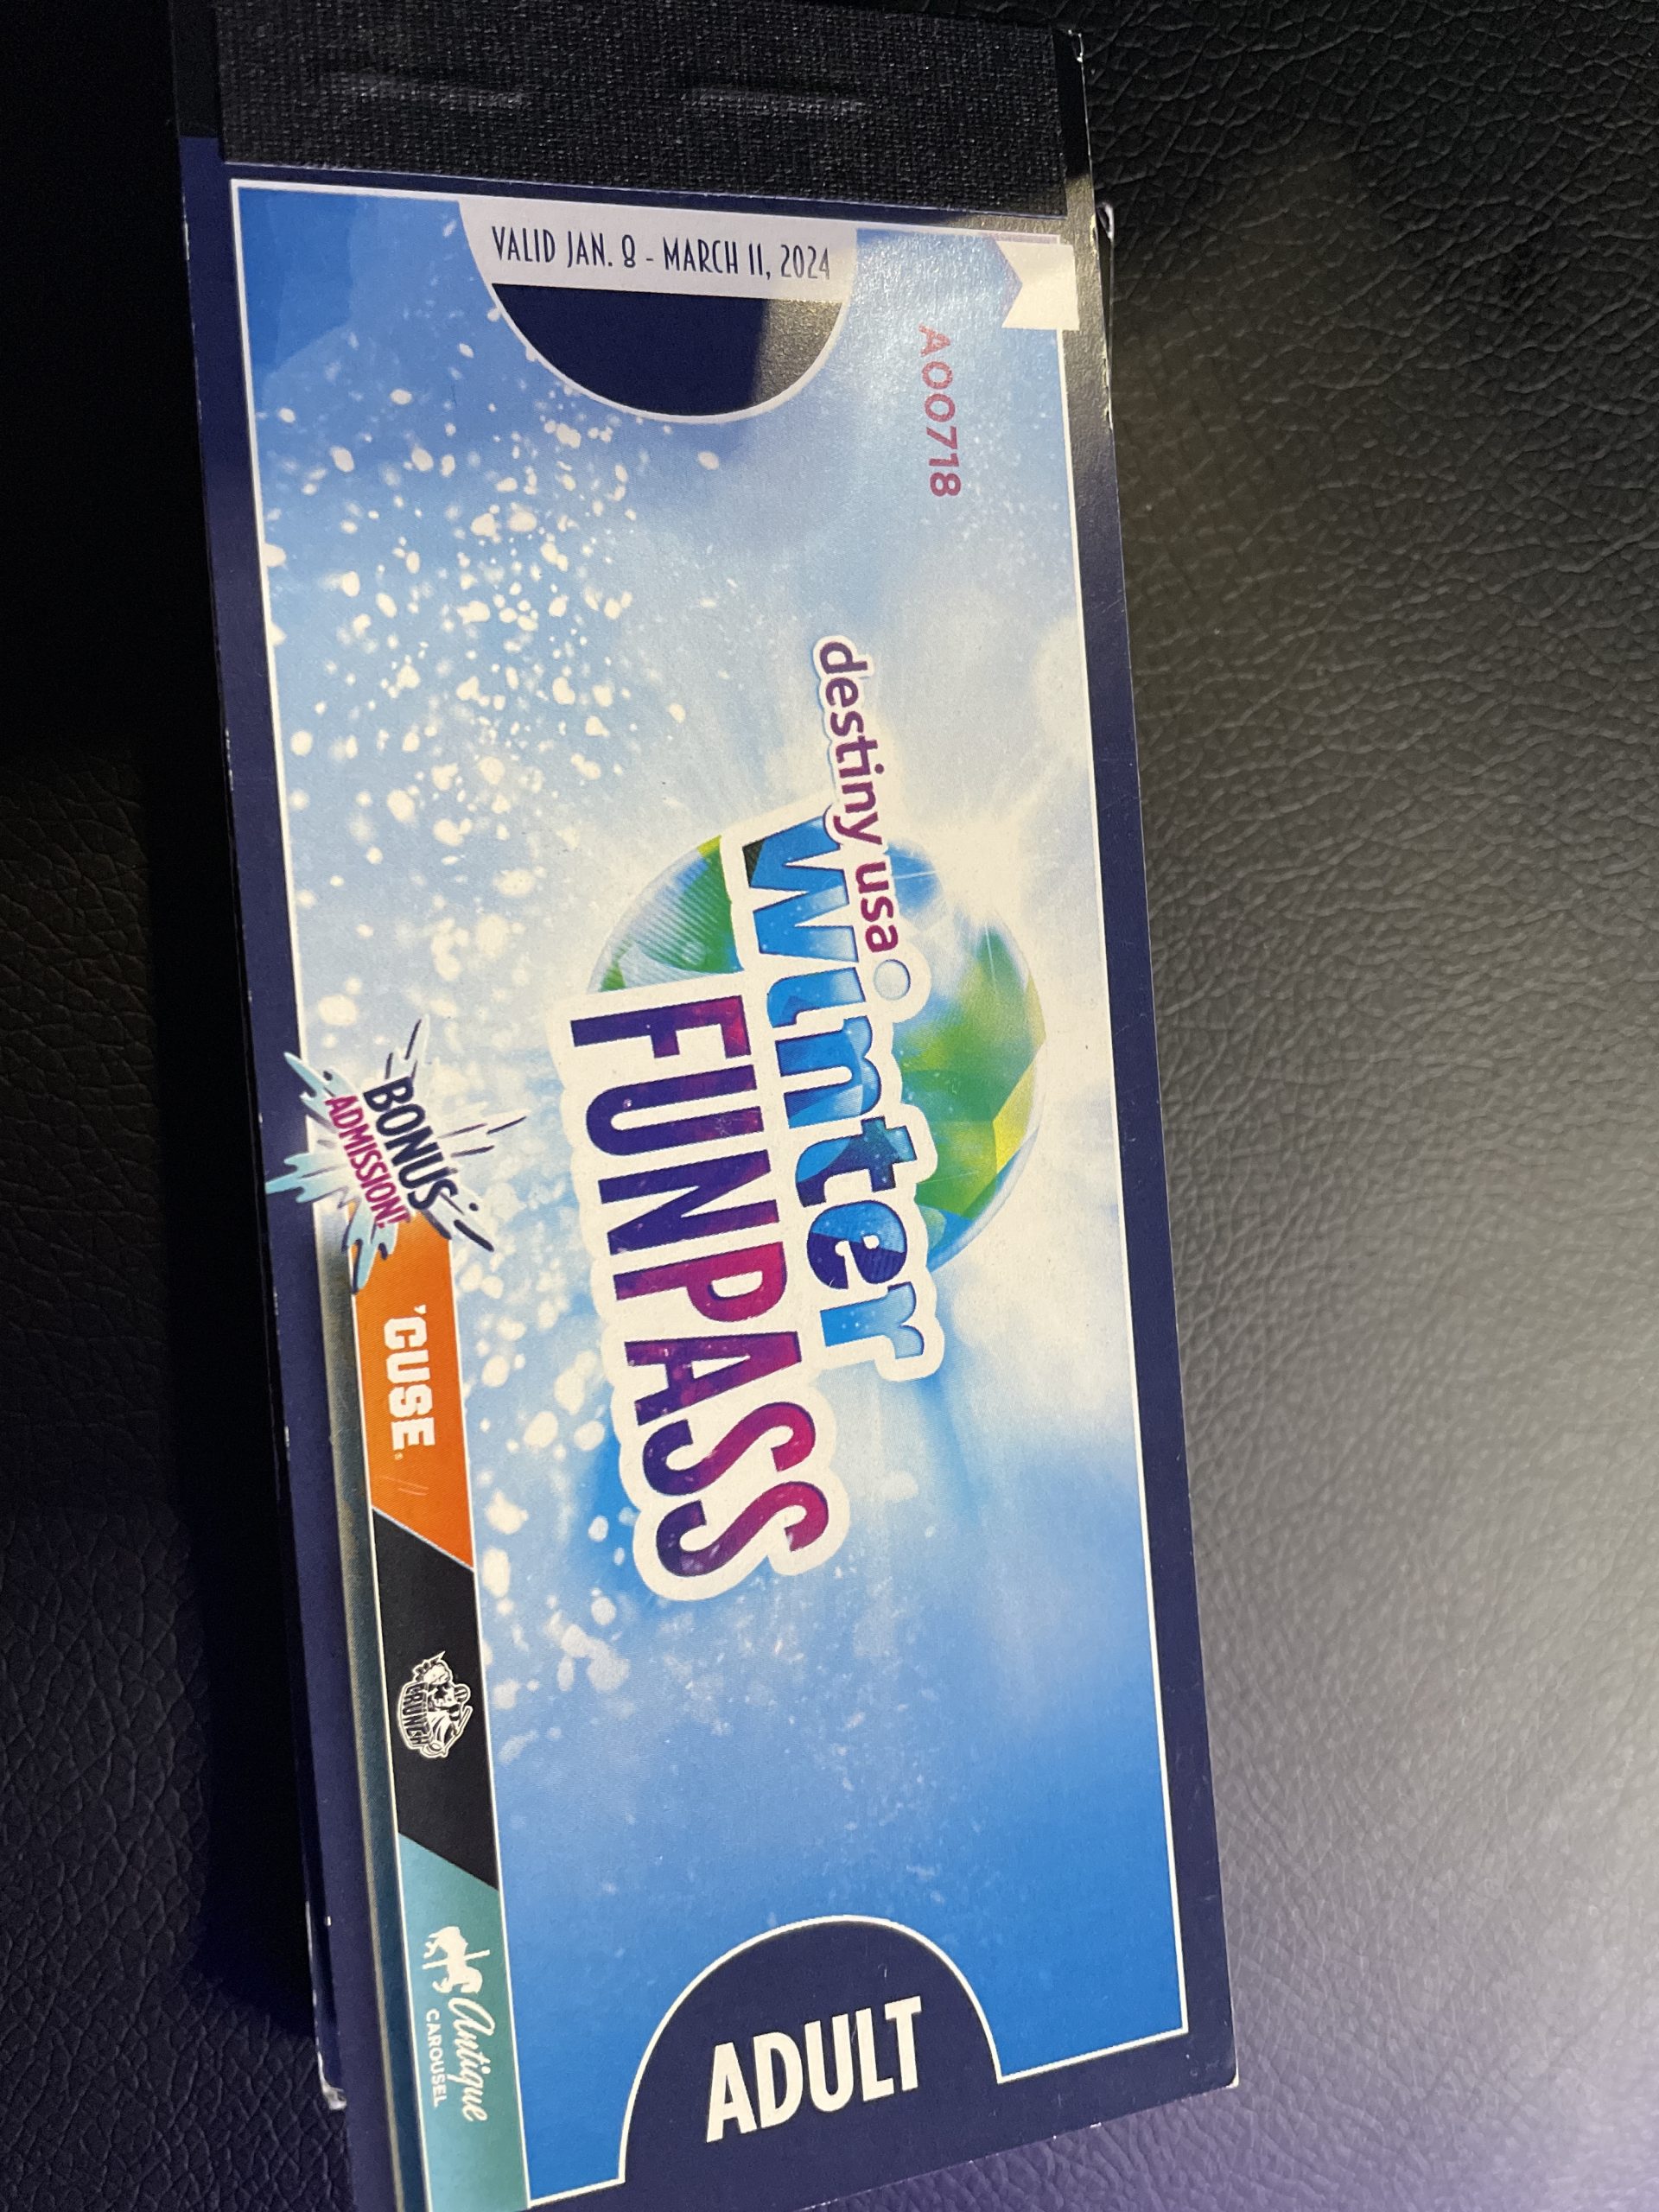 VALID JAN. 8 - MARCH 11, 2024
A00718
destiny usa
Winter
FUNPASS
BONUS
ADMISSION!
'CUSE
CRUNCH
Antique
CAROUSEL
ADULT